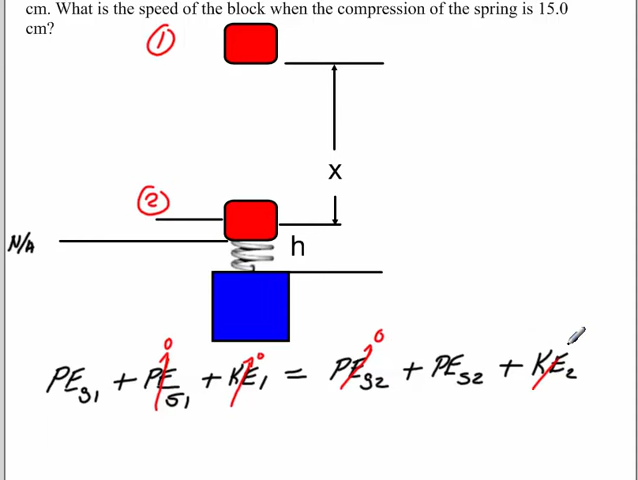 cm. What is the speed of the block when the compression of the spring is 15.0
cm?
①
x
②
N/A
h
0 0 0
PEg1 + PEs1 + KE1 = PEg2 + PEs2 + KE2